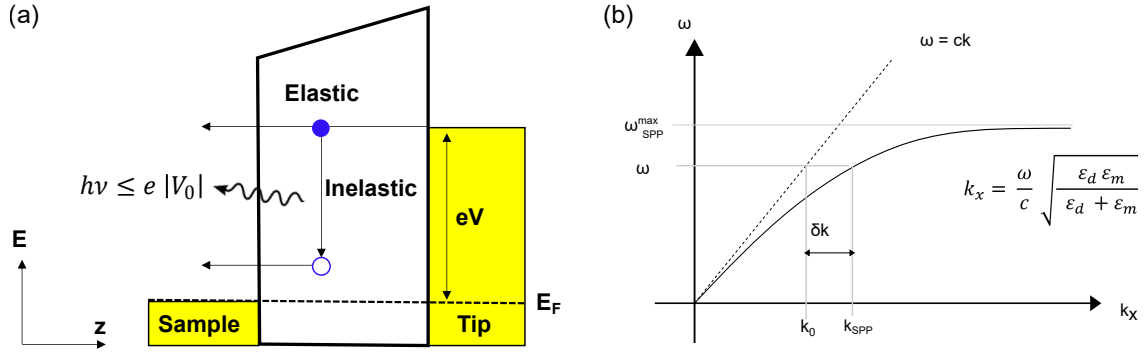 (a)
Elastic
hν ≤ e |V₀|
Inelastic
eV
E
z
Sample
Tip
E_F
(b)
ω
ω = ck
ω^max_SPP
ω
k_x = ω/c √(ε_d ε_m / ε_d + ε_m)
δk
k₀
k_SPP
k_x